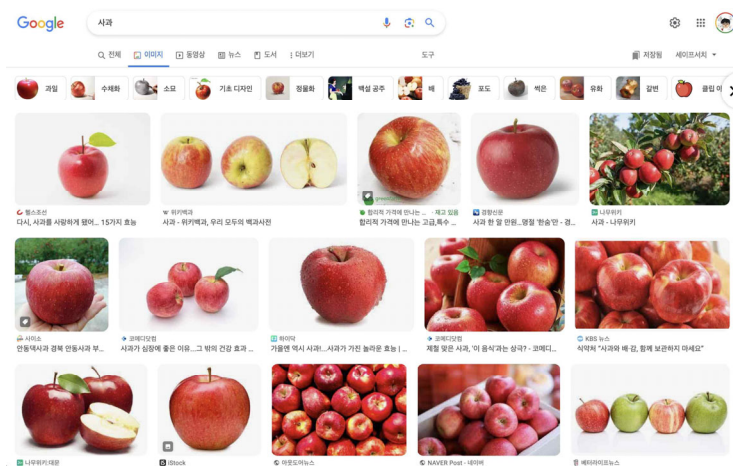 Google
사과
전체 이미지 동영상 뉴스 도서 더보기 도구 저장됨 세이프서치
과일 수채화 소묘 기초 디자인 정물화 백설 공주 배 포도 썩은 유화 갈변 클립 이
헬스조선
다시, 사과를 사랑하게 됐어... 15가지 효능
위키백과
사과 - 위키백과, 우리 모두의 백과사전
합리적 가격에 만나는 ... · 재고 있음
합리적 가격에 만나는 고급,특수 ...
경향신문
사과 한 알 만원...명절 '한숨'만 - 경...
나무위키
사과 - 나무위키
사이소
안동댁사과 경북 안동사과 부...
코메디닷컴
사과가 심장에 좋은 이유...그 밖의 건강 효과 ...
하이닥
가을엔 역시 사과!...사과가 가진 놀라운 효능 | ...
코메디닷컴
제철 맞은 사과, '이 음식'과는 상극? - 코메디...
KBS 뉴스
식약처 "사과와 배·감, 함께 보관하지 마세요"
나무위키:대문
iStock
아웃도어뉴스
NAVER Post - 네이버
베터라이프뉴스